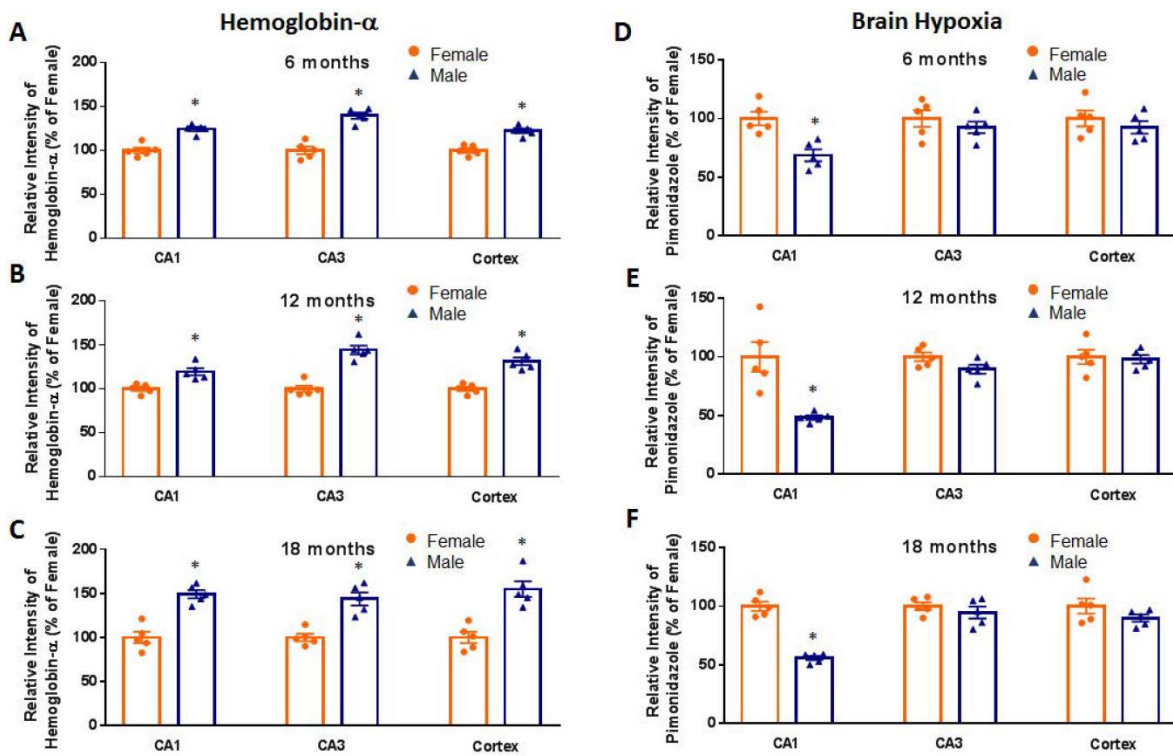 Hemoglobin-α
A
6 months
Female
Male
Relative Intensity of
Hemoglobin-α (% of Female)
200
150
100
50
0
*
*
*
CA1
CA3
Cortex
B
12 months
Female
Male
Relative Intensity of
Hemoglobin-α (% of Female)
200
150
100
50
0
*
*
*
CA1
CA3
Cortex
C
18 months
Female
Male
Relative Intensity of
Hemoglobin-α (% of Female)
200
150
100
50
0
*
*
*
CA1
CA3
Cortex
Brain Hypoxia
D
6 months
Female
Male
Relative Intensity of
Pimonidazole (% of Female)
150
100
50
0
*
CA1
CA3
Cortex
E
12 months
Female
Male
Relative Intensity of
Pimonidazole (% of Female)
150
100
50
0
*
CA1
CA3
Cortex
F
18 months
Female
Male
Relative Intensity of
Pimonidazole (% of Female)
150
100
50
0
*
CA1
CA3
Cortex